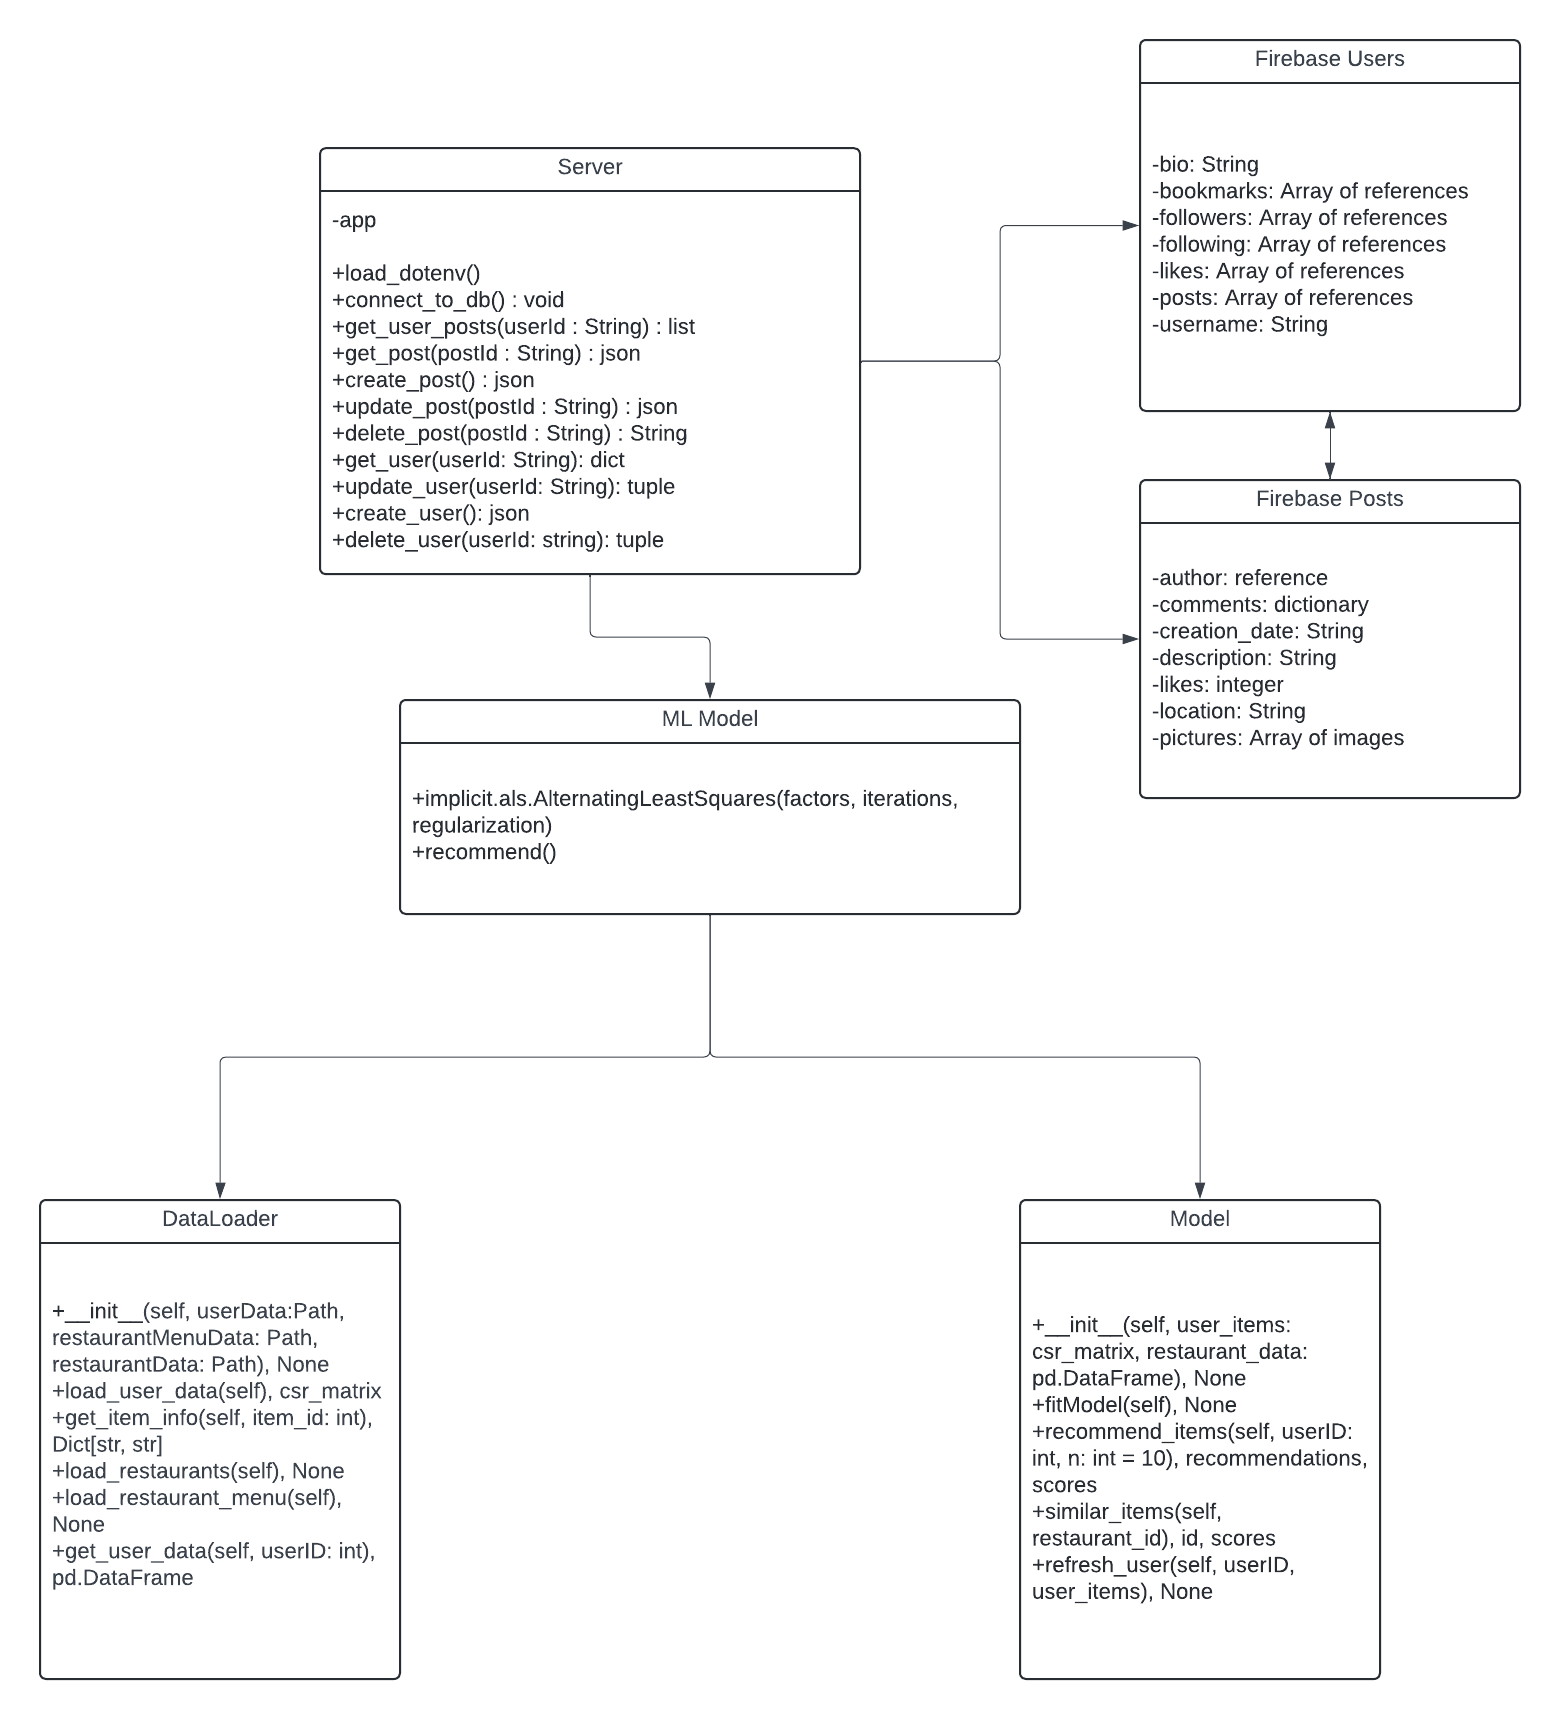 Firebase Users
-bio: String
-bookmarks: Array of references
-followers: Array of references
-following: Array of references
-likes: Array of references
-posts: Array of references
-username: String
Server
-app
+load_dotenv()
+connect_to_db() : void
+get_user_posts(userId : String) : list
+get_post(postId : String) : json
+create_post() : json
+update_post(postId : String) : json
+delete_post(postId : String) : String
+get_user(userId: String): dict
+update_user(userId: String): tuple
+create_user(): json
+delete_user(userId: string): tuple
Firebase Posts
-author: reference
-comments: dictionary
-creation_date: String
-description: String
-likes: integer
-location: String
-pictures: Array of images
ML Model
+implicit.als.AlternatingLeastSquares(factors, iterations,
regularization)
+recommend()
DataLoader
+__init__(self, userData:Path,
restaurantMenuData: Path,
restaurantData: Path), None
+load_user_data(self), csr_matrix
+get_item_info(self, item_id: int),
Dict[str, str]
+load_restaurants(self), None
+load_restaurant_menu(self),
None
+get_user_data(self, userID: int),
pd.DataFrame
Model
+__init__(self, user_items:
csr_matrix, restaurant_data:
pd.DataFrame), None
+fitModel(self), None
+recommend_items(self, userID:
int, n: int = 10), recommendations,
scores
+similar_items(self,
restaurant_id), id, scores
+refresh_user(self, userID,
user_items), None